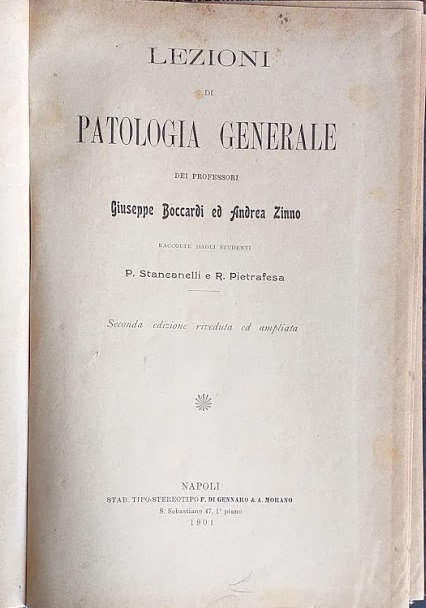 LEZIONI
DI
PATOLOGIA GENERALE
DEI PROFESSORI
Giuseppe Boccardi ed Andrea Zinno
RACCOLTE DAGLI STUDENTI
P. Stancanelli e R. Pietrafesa
Seconda edizione riveduta ed ampliata
NAPOLI
STAB. TIPO-STEREOTIPO F. DI GENNARO & A. MORANO
S. Sebastiano 47, 1° piano
1901